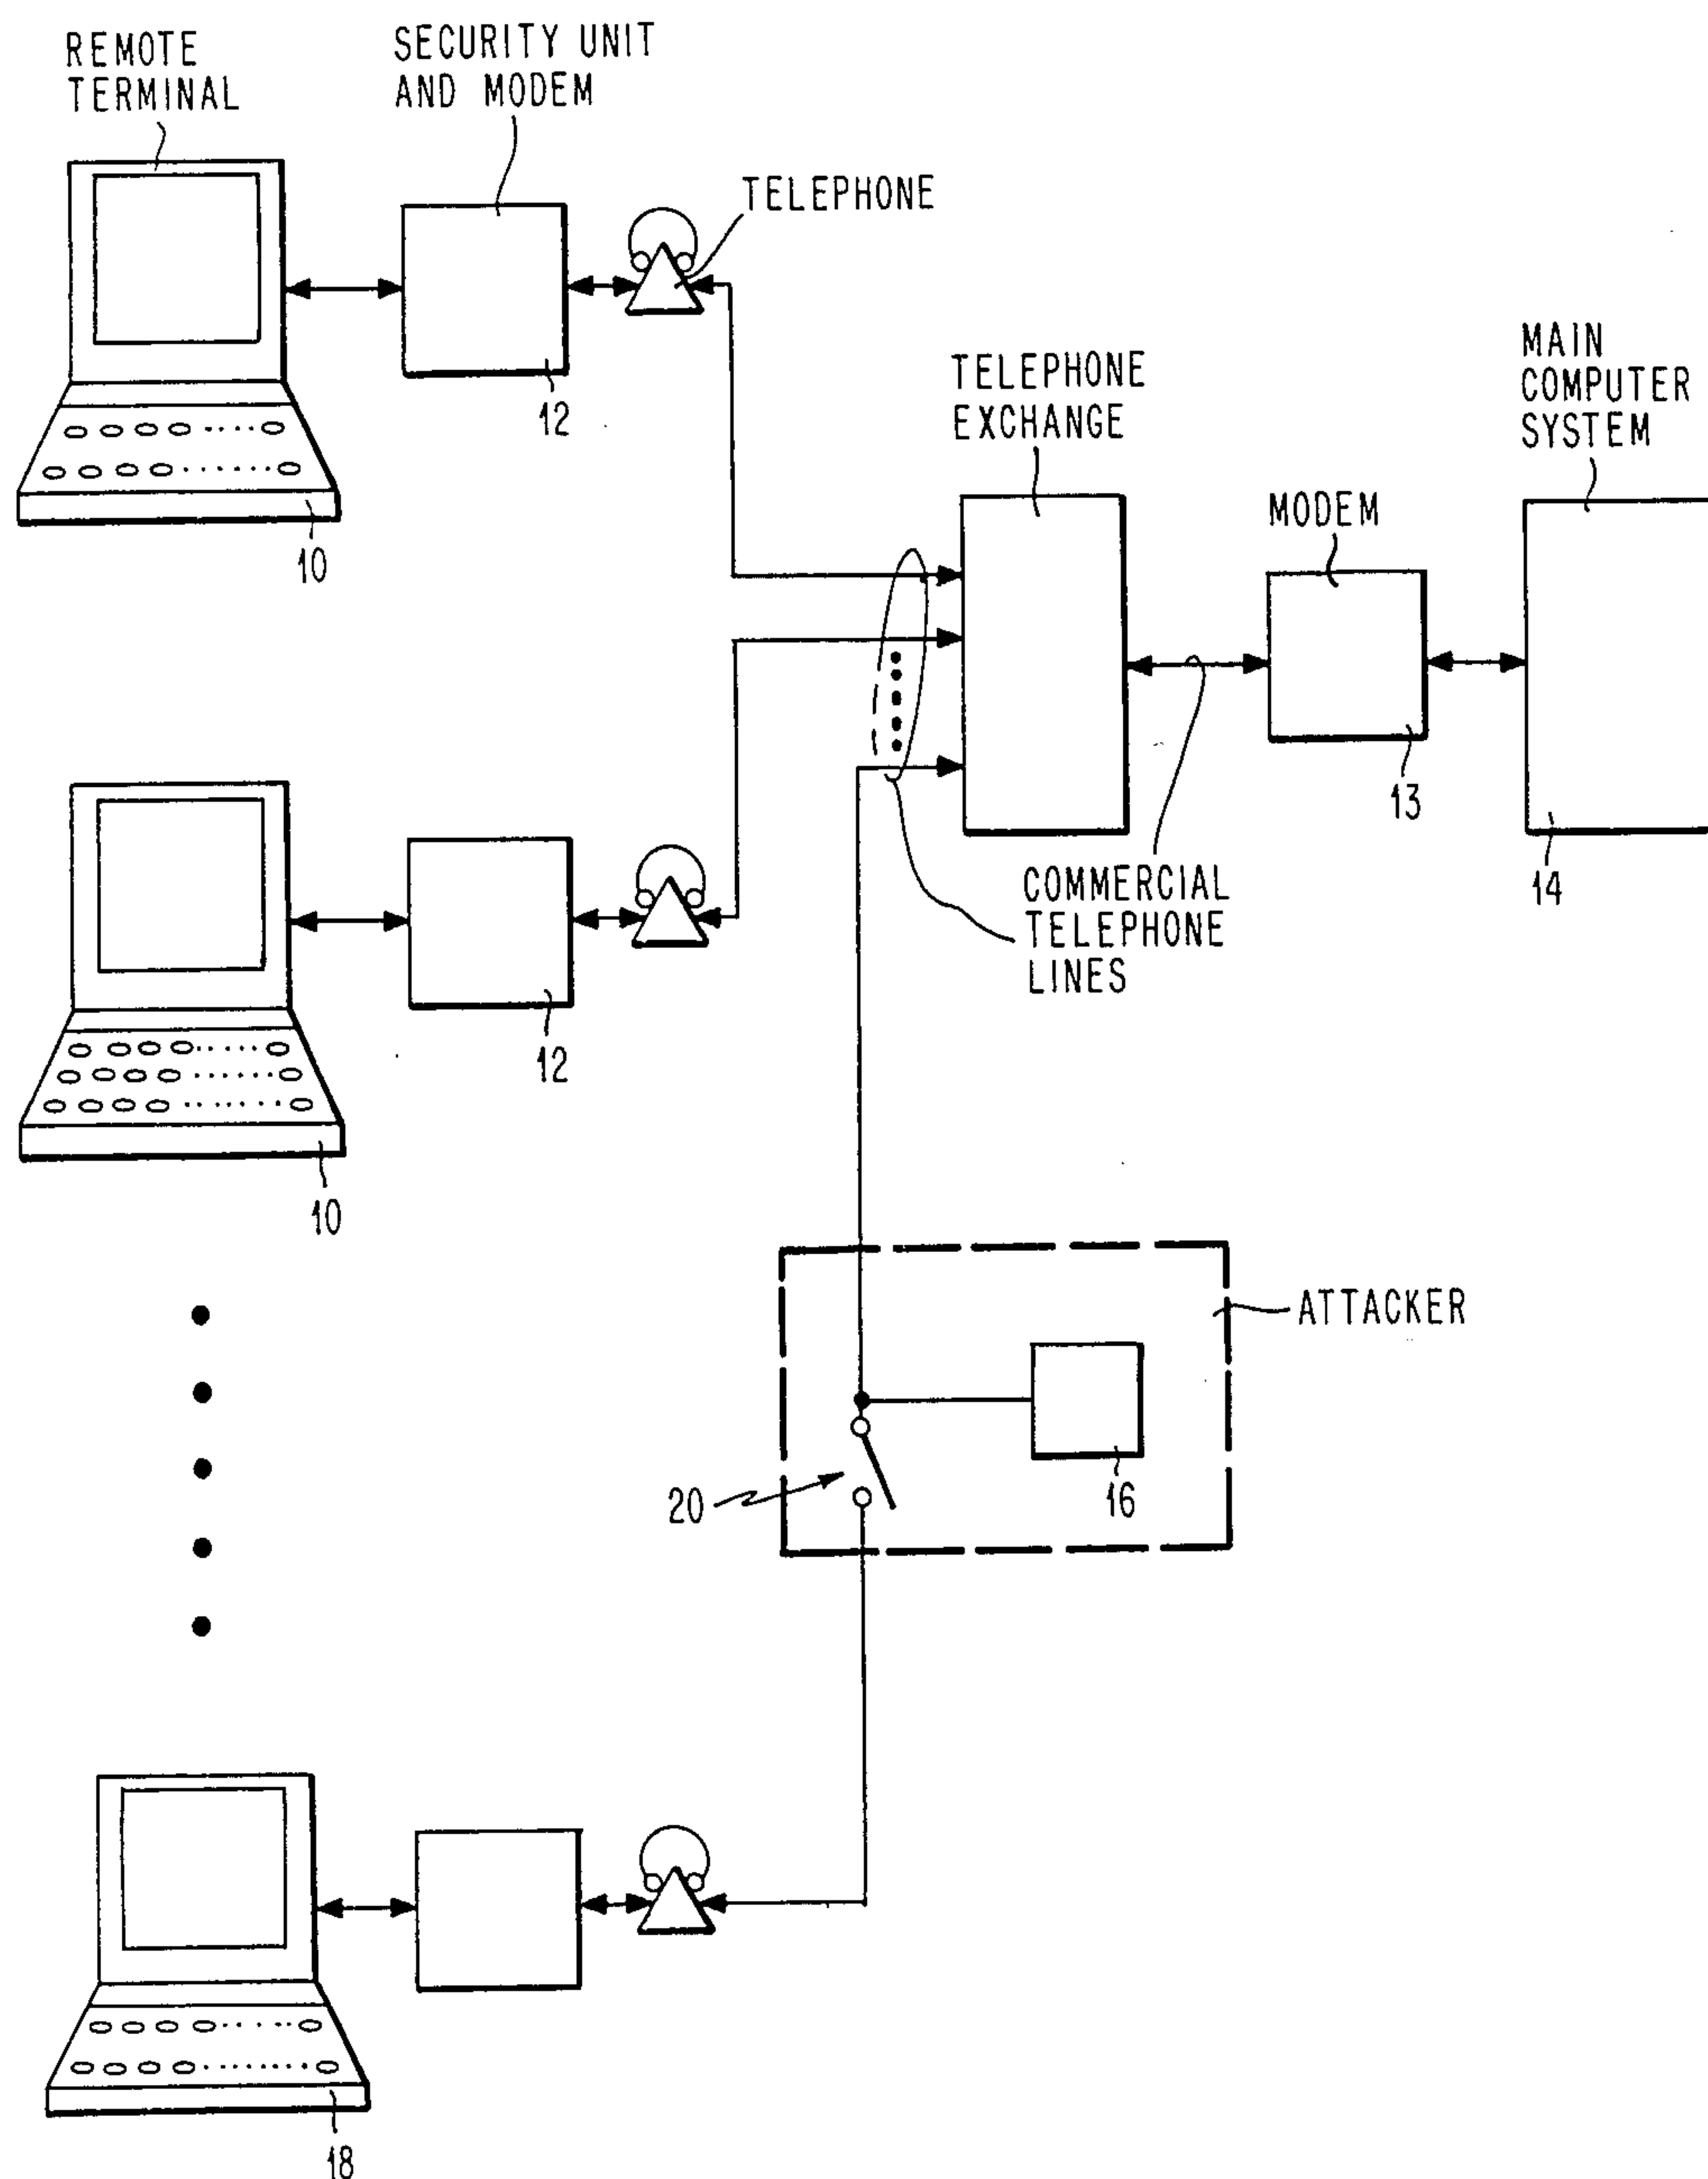 REMOTE
TERMINAL
SECURITY UNIT
AND MODEM
TELEPHONE
12
10
TELEPHONE
EXCHANGE
MAIN
COMPUTER
SYSTEM
MODEM
13
14
COMMERCIAL
TELEPHONE
LINES
12
10
ATTACKER
20
16
18